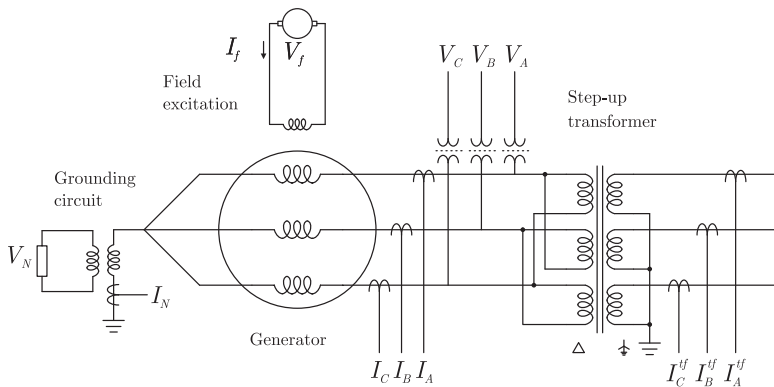 I_f
V_f
V_C V_B V_A
Field
excitation
Step-up
transformer
Grounding
circuit
V_N
I_N
Generator
I_C I_B I_A
I_C^{tf} I_B^{tf} I_A^{tf}